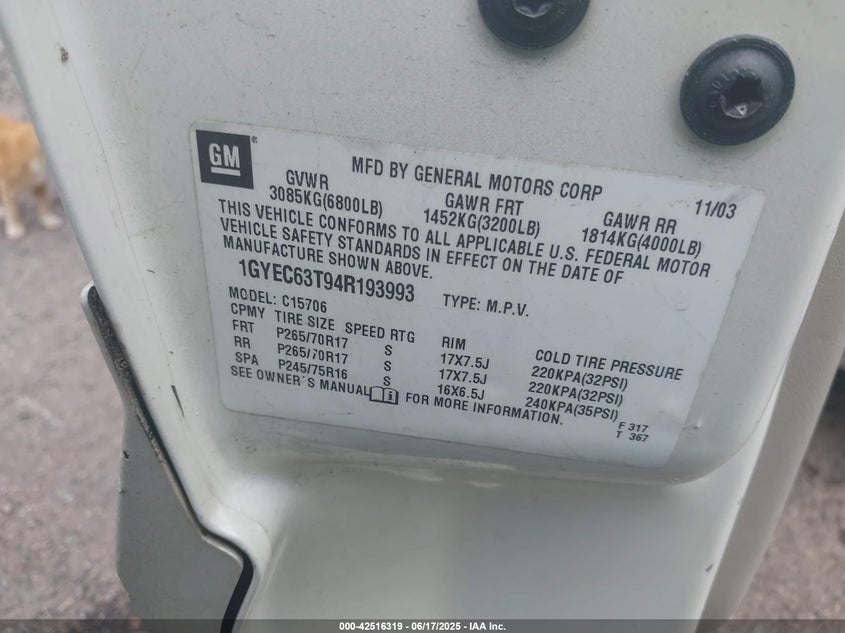 GM
MFD BY GENERAL MOTORS CORP 11/03
GVWR GAWR FRT GAWR RR
3085KG(6800LB) 1452KG(3200LB) 1814KG(4000LB)
THIS VEHICLE CONFORMS TO ALL APPLICABLE U.S. FEDERAL MOTOR
VEHICLE SAFETY STANDARDS IN EFFECT ON THE DATE OF
MANUFACTURE SHOWN ABOVE.
1GYEC63T94R193993 TYPE: M.P.V.
MODEL: C15706
CPMY TIRE SIZE SPEED RTG RIM COLD TIRE PRESSURE
FRT P265/70R17 S 17X7.5J 220KPA(32PSI)
RR P265/70R17 S 17X7.5J 220KPA(32PSI)
SPA P245/75R16 S 16X6.5J 240KPA(35PSI)
SEE OWNER'S MANUAL FOR MORE INFORMATION.
F 317
T 367
000-42516319 - 06/17/2025 - IAA Inc.